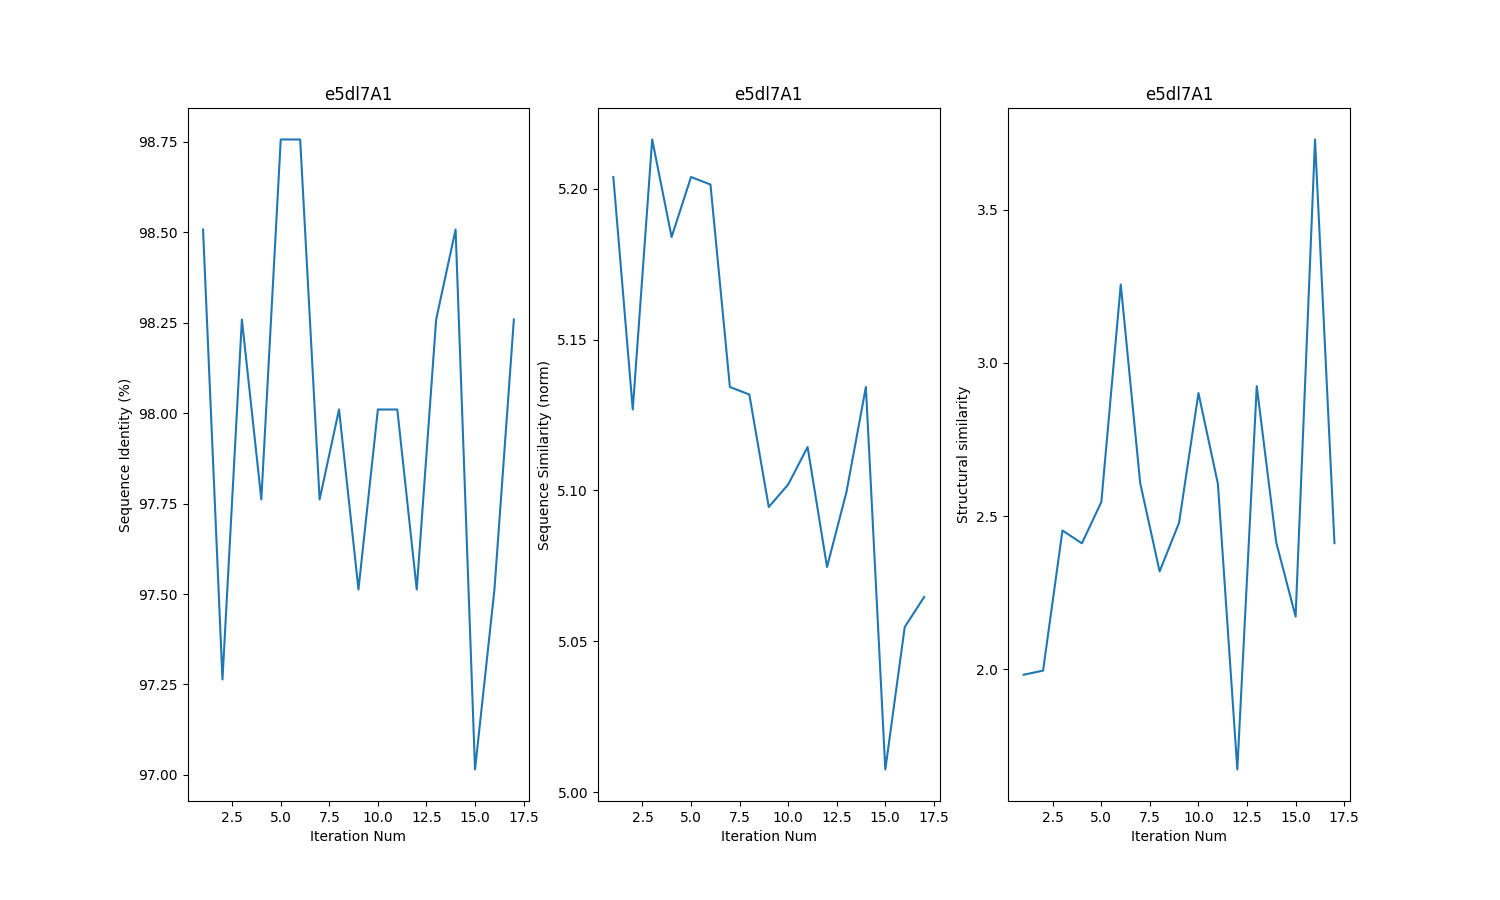 e5dl7A1
Sequence Identity (%)
98.75
98.50
98.25
98.00
97.75
97.50
97.25
97.00
2.5 5.0 7.5 10.0 12.5 15.0 17.5
Iteration Num
e5dl7A1
Sequence Similarity (norm)
5.20
5.15
5.10
5.05
5.00
2.5 5.0 7.5 10.0 12.5 15.0 17.5
Iteration Num
e5dl7A1
Structural similarity
3.5
3.0
2.5
2.0
2.5 5.0 7.5 10.0 12.5 15.0 17.5
Iteration Num